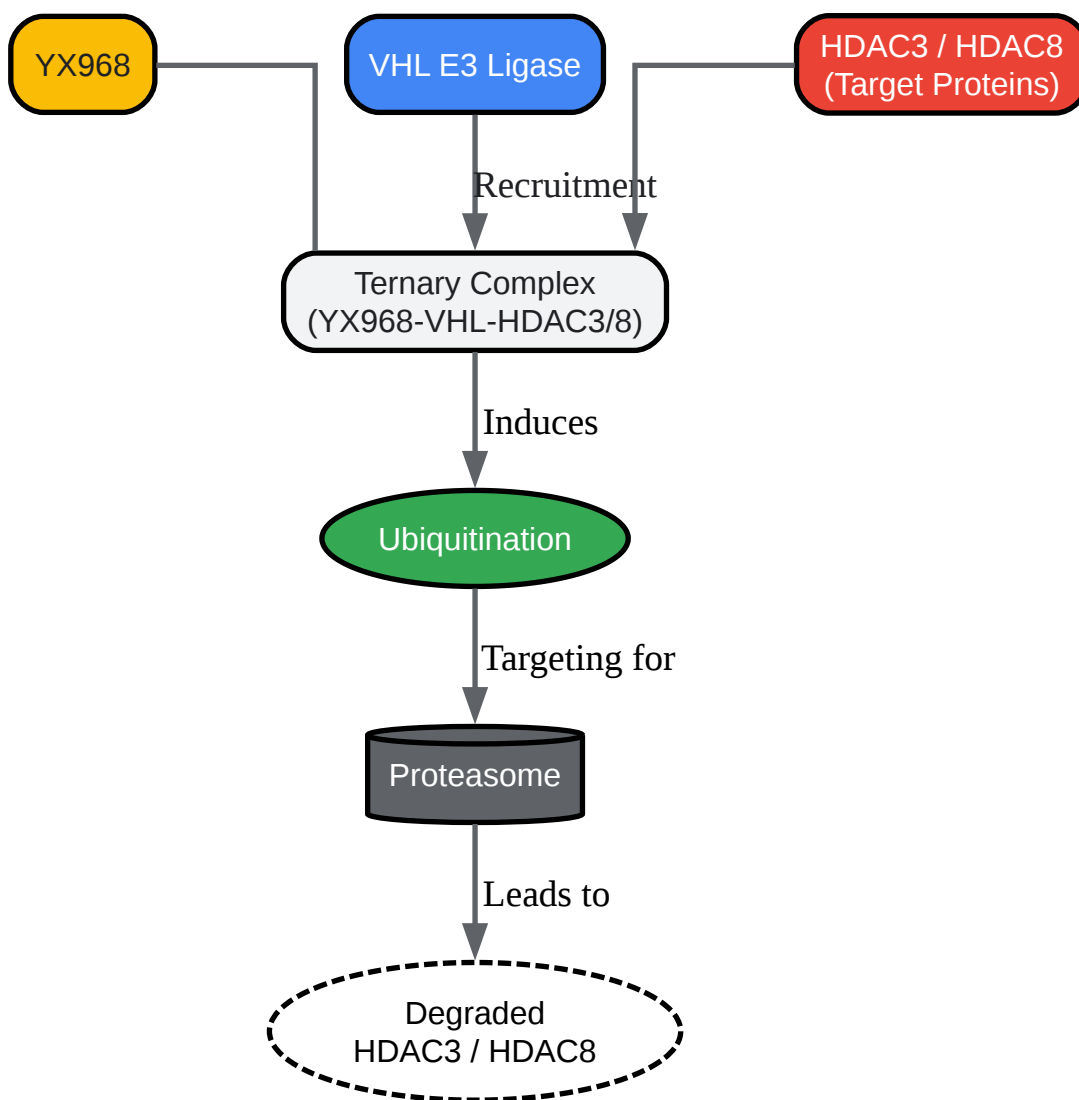 YX968
VHL E3 Ligase
HDAC3 / HDAC8
(Target Proteins)
Recruitment
Ternary Complex
(YX968-VHL-HDAC3/8)
Induces
Ubiquitination
Targeting for
Proteasome
Leads to
Degraded
HDAC3 / HDAC8